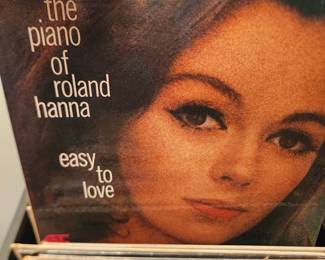 the
piano
of
roland
hanna
easy
to
love